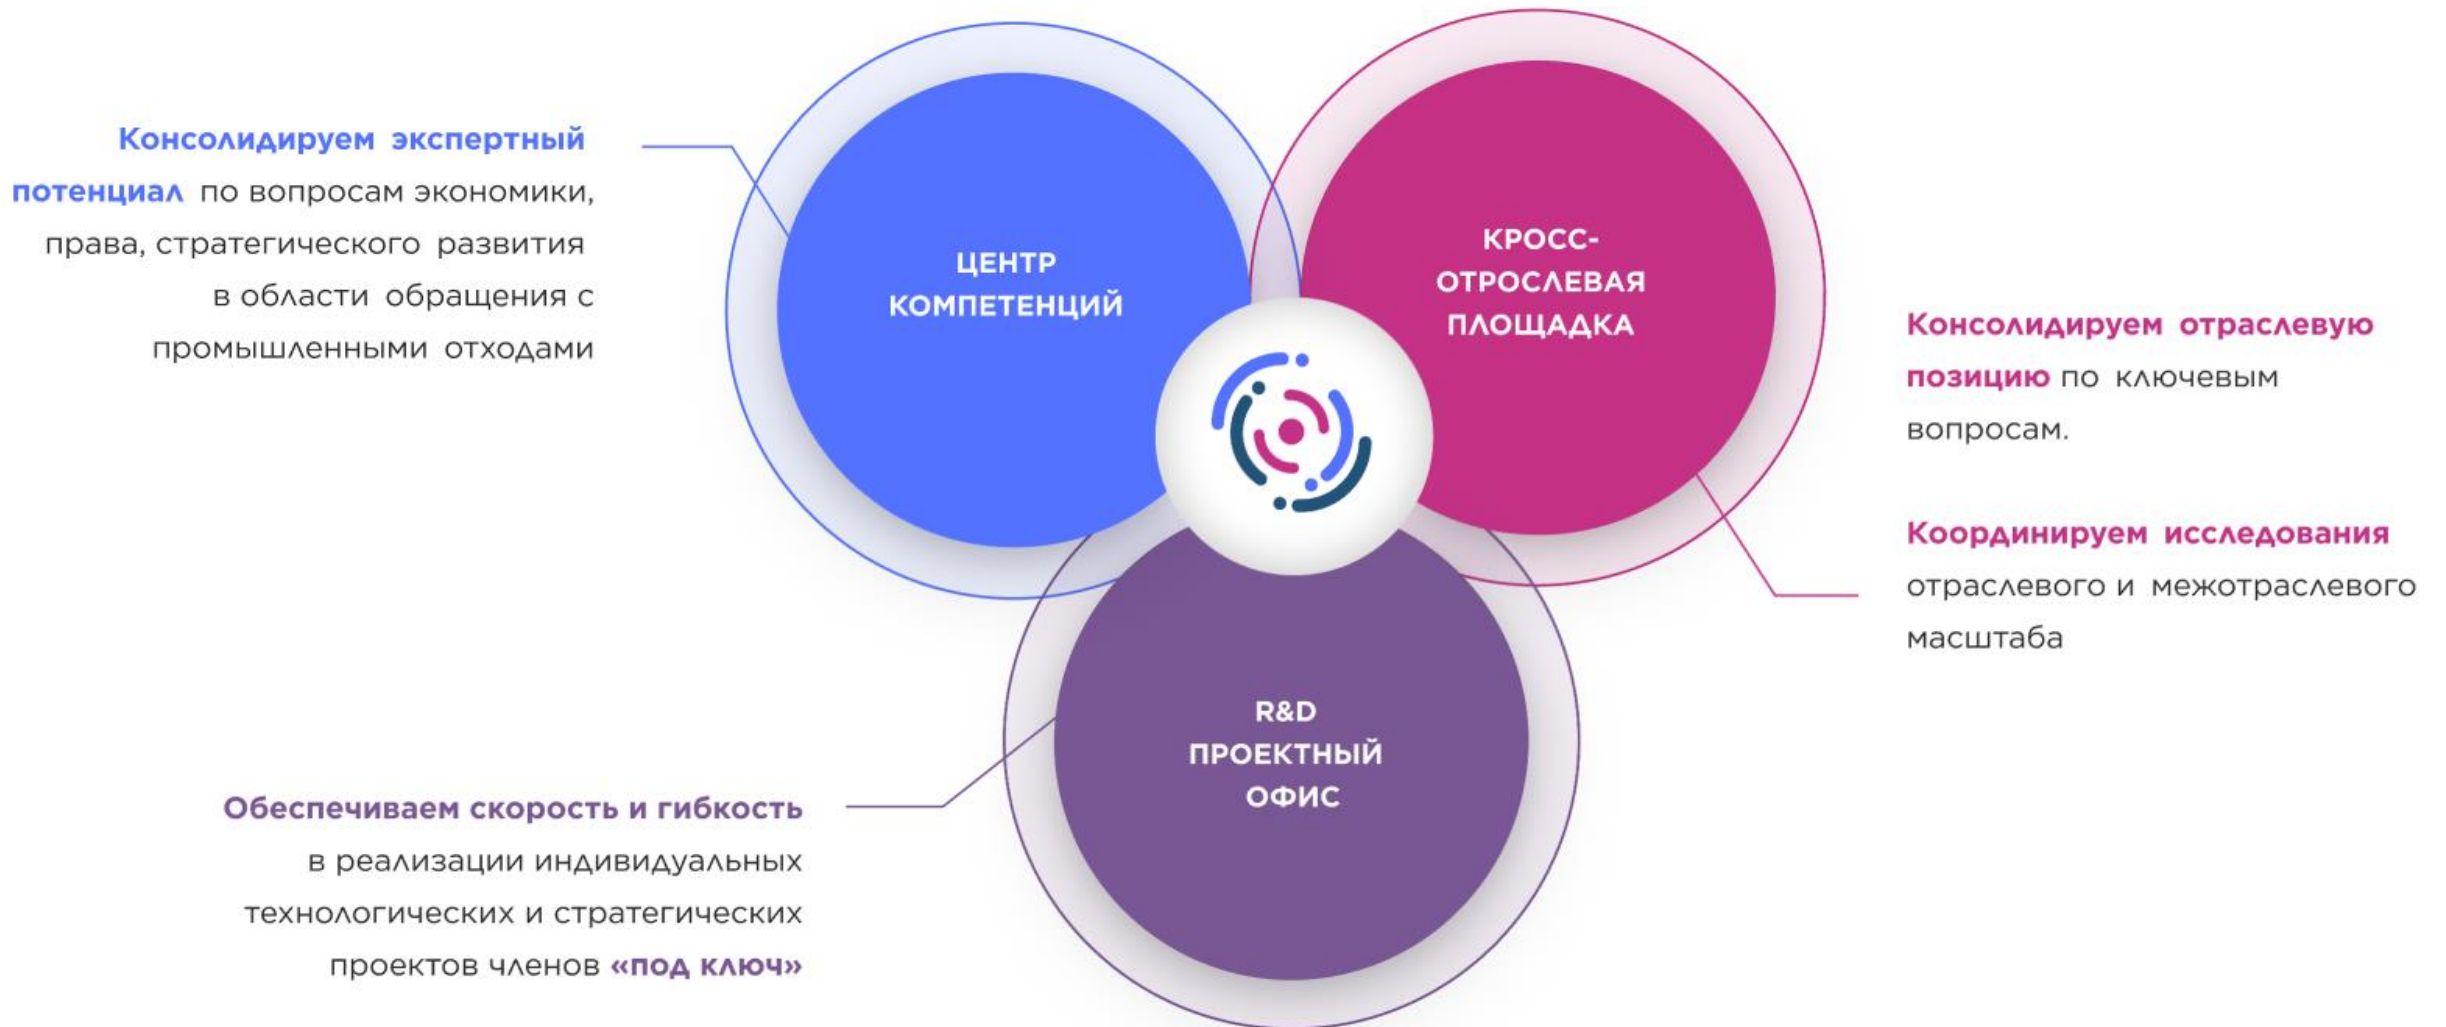 Консолидируем экспертный
потенциал по вопросам экономики,
права, стратегического развития
в области обращения с
промышленными отходами
ЦЕНТР
КОМПЕТЕНЦИЙ
КРОСС-
ОТРОСЛЕВАЯ
ПЛОЩАДКА
Консолидируем отраслевую
позицию по ключевым
вопросам.
Координируем исследования
отраслевого и межотраслевого
масштаба
R&D
ПРОЕКТНЫЙ
ОФИС
Обеспечиваем скорость и гибкость
в реализации индивидуальных
технологических и стратегических
проектов членов «под ключ»